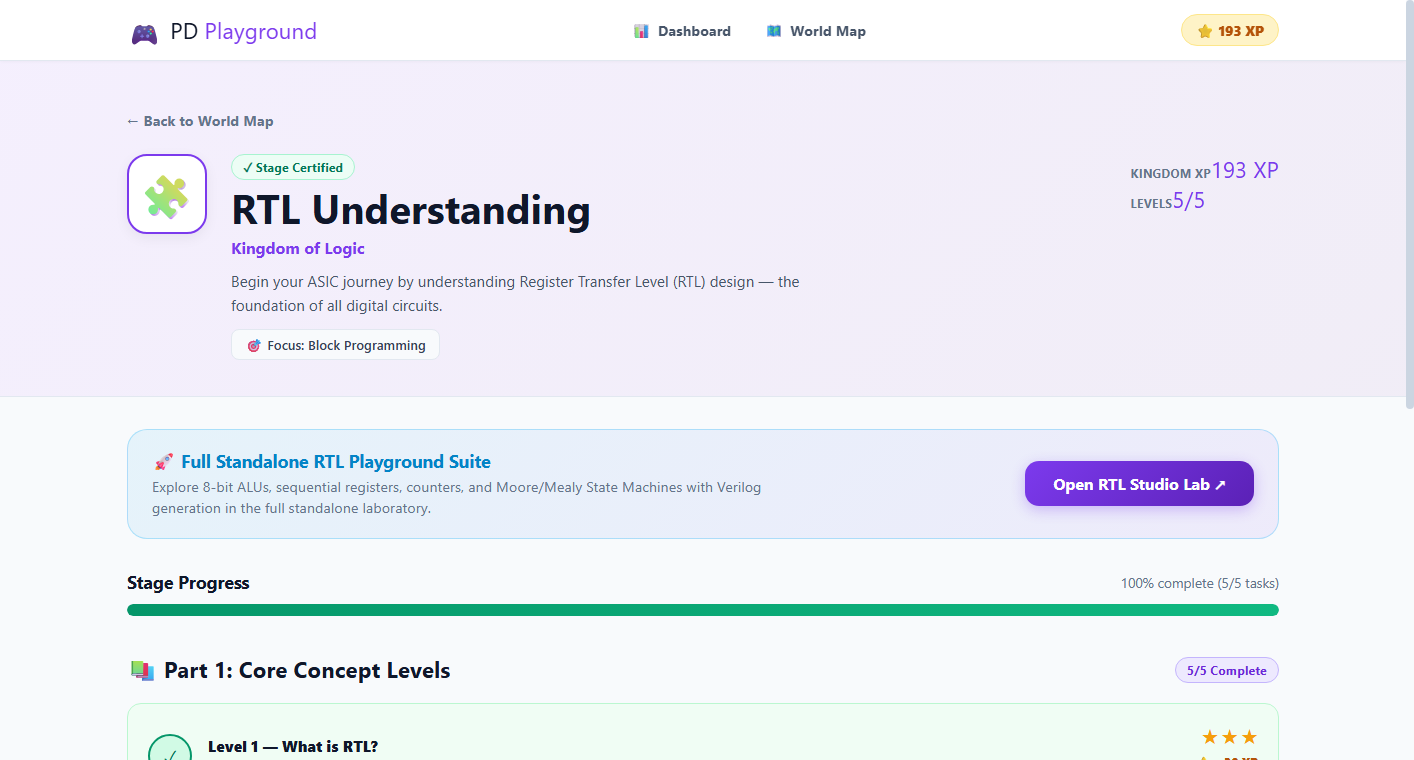 PD Playground
Dashboard
World Map
193 XP
← Back to World Map
✓ Stage Certified
RTL Understanding
Kingdom of Logic
Begin your ASIC journey by understanding Register Transfer Level (RTL) design — the
foundation of all digital circuits.
Focus: Block Programming
KINGDOM XP193 XP
LEVELS5/5
Full Standalone RTL Playground Suite
Explore 8-bit ALUs, sequential registers, counters, and Moore/Mealy State Machines with Verilog
generation in the full standalone laboratory.
Open RTL Studio Lab ↗
Stage Progress
100% complete (5/5 tasks)
Part 1: Core Concept Levels
5/5 Complete
Level 1 — What is RTL?